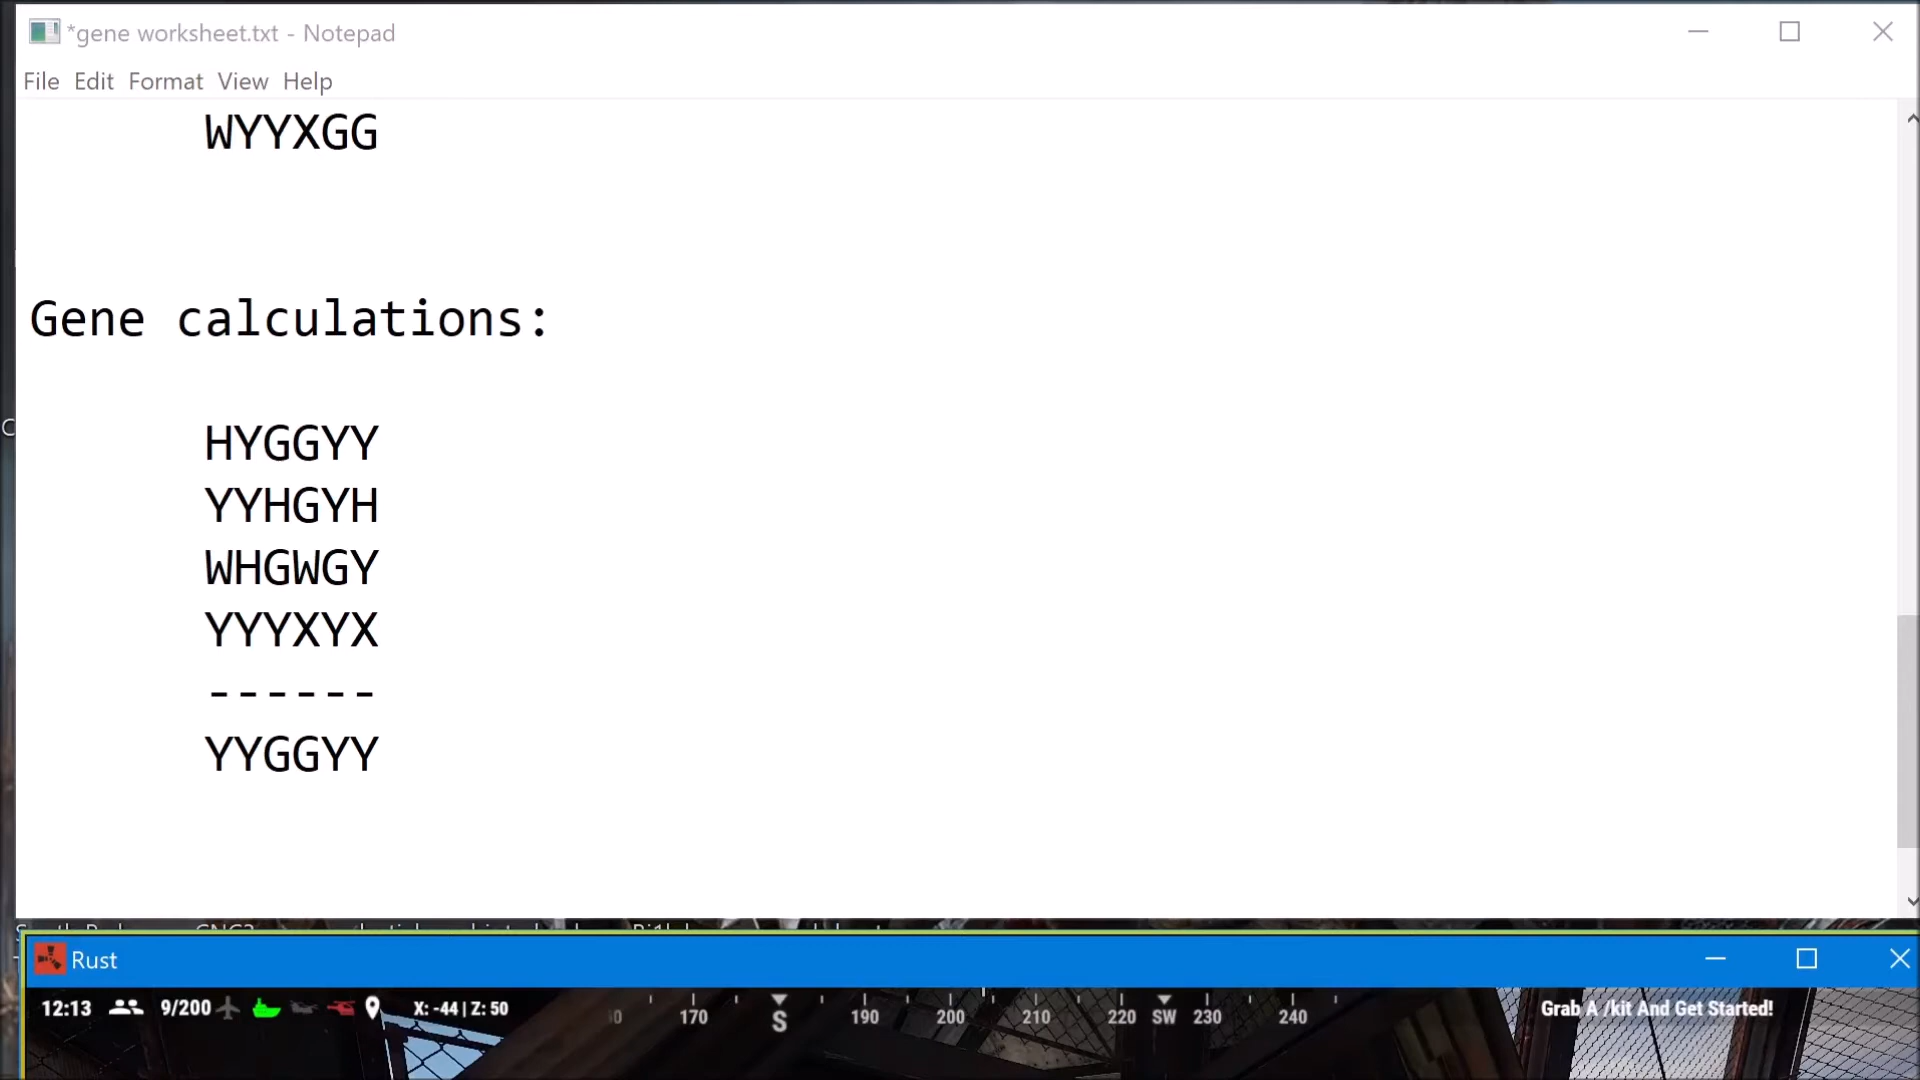 *gene worksheet.txt - Notepad
File Edit Format View Help
WYYXGG
Gene calculations:
HYGGYY
YYHGYH
WHGWGY
YYYXYX
------
YYGGYY
Rust
12:13 9/200 X: -44 | Z: 50 170 S 190 200 210 220 SW 230 240 Grab A /kit And Get Started!